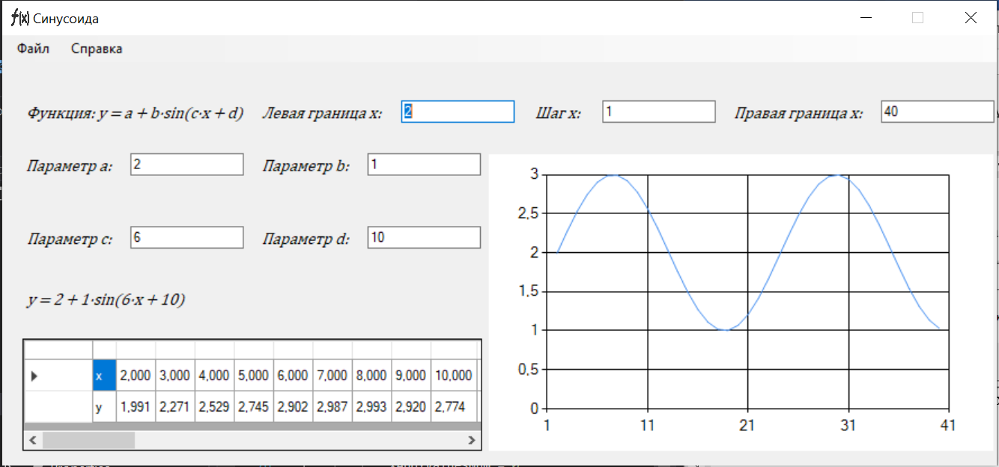 f(x) Синусоида
Файл Справка
Функция: y = a + b·sin(c·x + d) Левая граница x: 2 Шаг x: 1 Правая граница x: 40
Параметр a: 2 Параметр b: 1
Параметр c: 6 Параметр d: 10
y = 2 + 1·sin(6·x + 10)
x 2,000 3,000 4,000 5,000 6,000 7,000 8,000 9,000 10,000
y 1,991 2,271 2,529 2,745 2,902 2,987 2,993 2,920 2,774
3
2,5
2
1,5
1
0,5
0
1 11 21 31 41